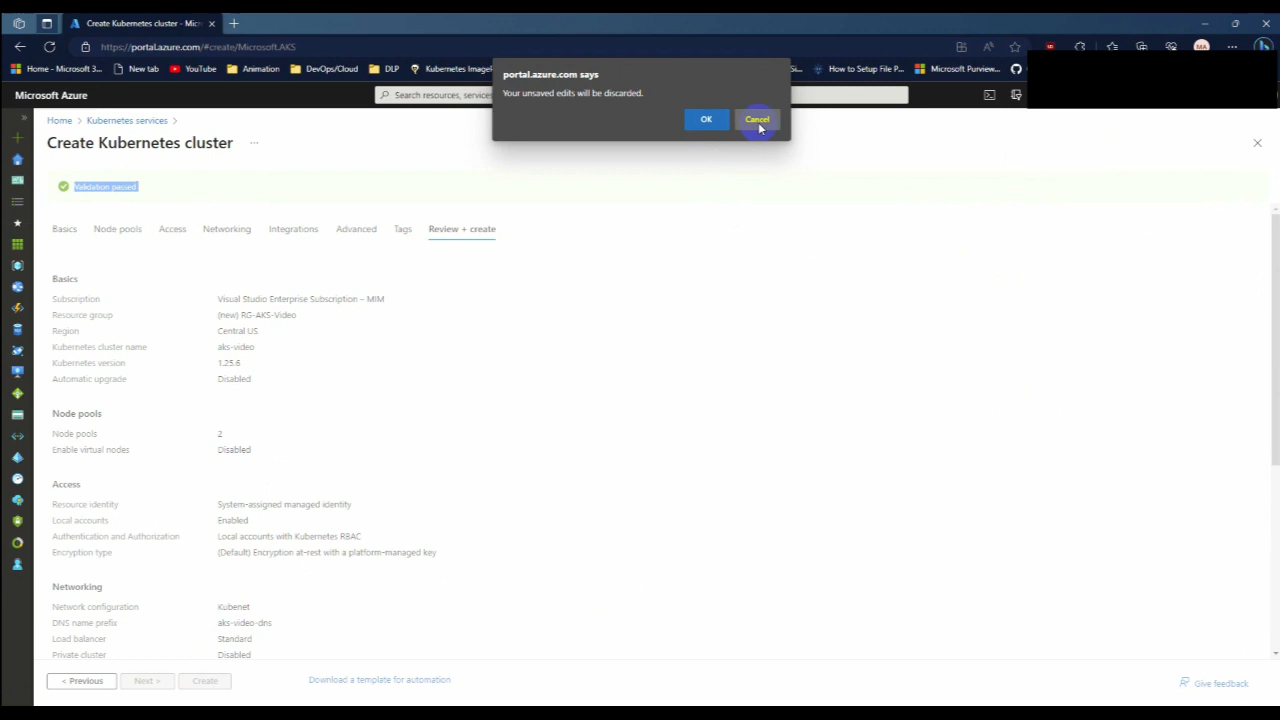 Create Kubernetes cluster - Micr
https://portal.azure.com/#create/Microsoft.AKS
MA
Home - Microsoft 3...
New tab
YouTube
Animation
DevOps/Cloud
DLP
Kubernetes Image
Si...
How to Setup File P...
Microsoft Purview...
portal.azure.com says
Your unsaved edits will be discarded.
OK
Cancel
Microsoft Azure
Search resources, services
Home > Kubernetes services >
Create Kubernetes cluster ...
Validation passed
Basics
Node pools
Access
Networking
Integrations
Advanced
Tags
Review + create
Basics
Subscription Visual Studio Enterprise Subscription – MIM
Resource group (new) RG-AKS-Video
Region Central US
Kubernetes cluster name aks-video
Kubernetes version 1.25.6
Automatic upgrade Disabled
Node pools
Node pools 2
Enable virtual nodes Disabled
Access
Resource identity System-assigned managed identity
Local accounts Enabled
Authentication and Authorization Local accounts with Kubernetes RBAC
Encryption type (Default) Encryption at-rest with a platform-managed key
Networking
Network configuration Kubenet
DNS name prefix aks-video-dns
Load balancer Standard
Private cluster Disabled
< Previous
Next >
Create
Download a template for automation
Give feedback